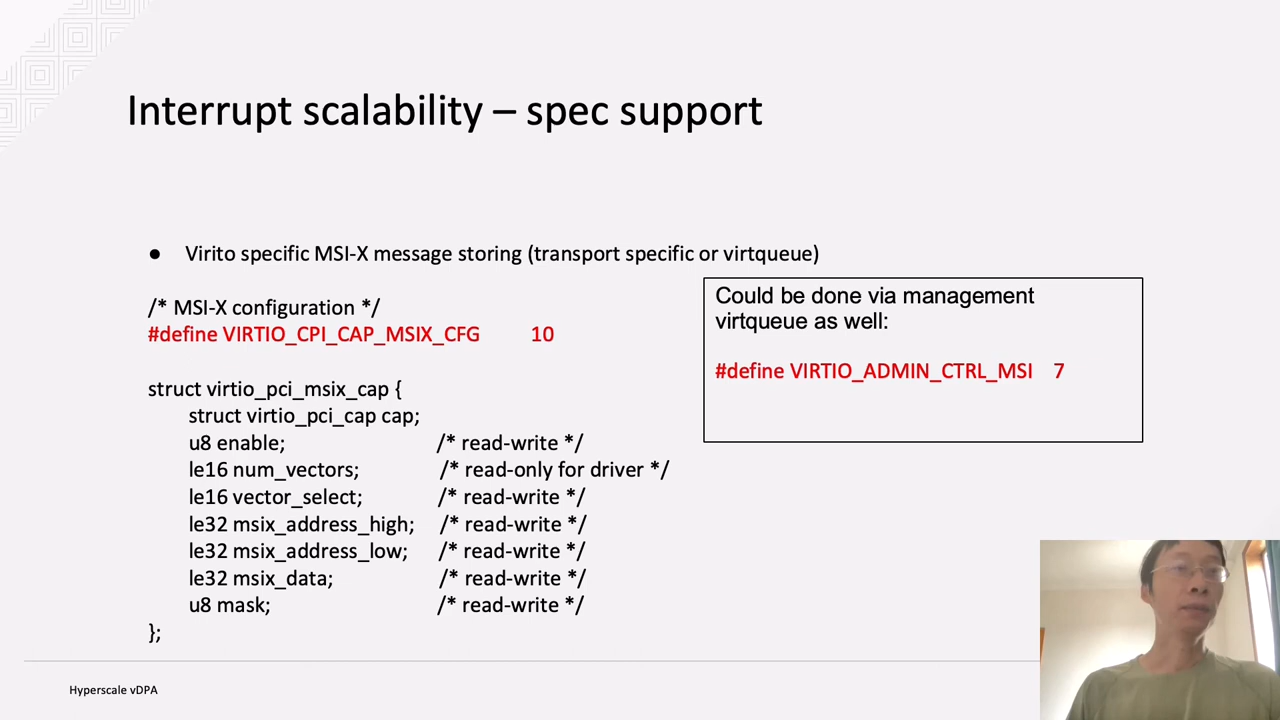 Interrupt scalability – spec support
● Virito specific MSI-X message storing (transport specific or virtqueue)
/* MSI-X configuration */
#define VIRTIO_CPI_CAP_MSIX_CFG 10
struct virtio_pci_msix_cap {
struct virtio_pci_cap cap;
u8 enable; /* read-write */
le16 num_vectors; /* read-only for driver */
le16 vector_select; /* read-write */
le32 msix_address_high; /* read-write */
le32 msix_address_low; /* read-write */
le32 msix_data; /* read-write */
u8 mask; /* read-write */
};
Could be done via management
virtqueue as well:
#define VIRTIO_ADMIN_CTRL_MSI 7
Hyperscale vDPA